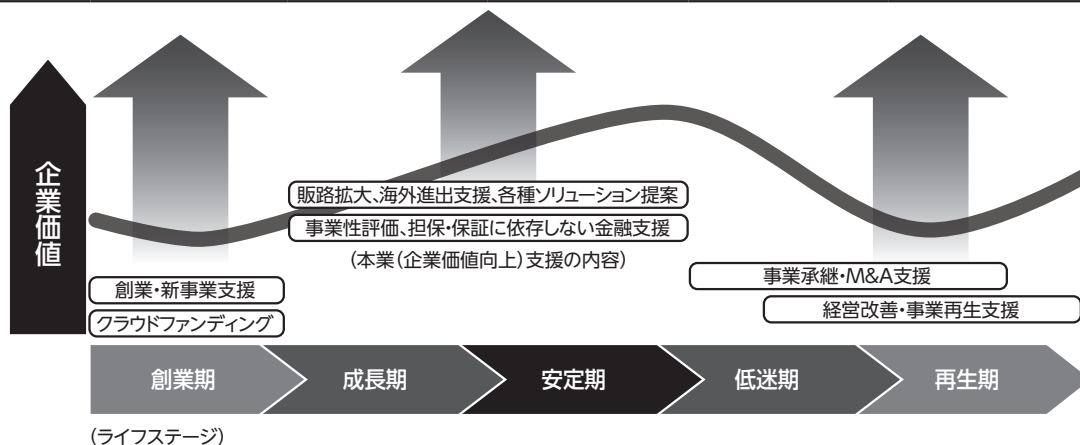 企業価値
販路拡大、海外進出支援、各種ソリューション提案
事業性評価、担保・保証に依存しない金融支援
(本業(企業価値向上)支援の内容)
事業承継・M&A支援
創業・新事業支援
経営改善・事業再生支援
クラウドファンディング
創業期
成長期
安定期
低迷期
再生期
(ライフステージ)